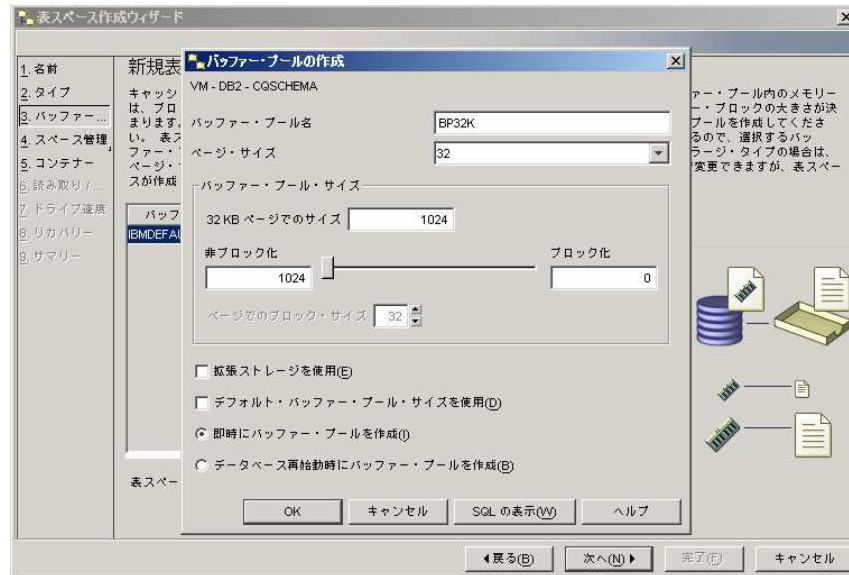 表スペース作成ウィザード
1. 名前
2. タイプ
3. バッファー...
4. スペース管理
5. コンテナー
6. 読み取り / ...
7. ドライブ速度
8. リカバリー
9. サマリー
新規表
キャッシ
は、ブロ
まります。
い。 表ス
ファー・
ページ・
スが作成
バッフ
IBMDEFAU
表スペー
バッファー・プールの作成
VM - DB2 - CQSCHEMA
バッファー・プール名 BP32K
ページ・サイズ 32
バッファー・プール・サイズ
32 KB ページでのサイズ 1024
非ブロック化 ブロック化
1024 0
ページでのブロック・サイズ 32
拡張ストレージを使用(E)
デフォルト・バッファー・プール・サイズを使用(D)
即時にバッファー・プールを作成(I)
データベース再始動時にバッファー・プールを作成(B)
OK キャンセル SQL の表示(W) ヘルプ
ァー・プール内のメモリー
ー・ブロックの大きさが決
プールを作成してくださ
るので、選択するバッ
ラージ・タイプの場合は、
変更できますが、表スペー
戻る(B) 次へ(N) 完了(F) キャンセル